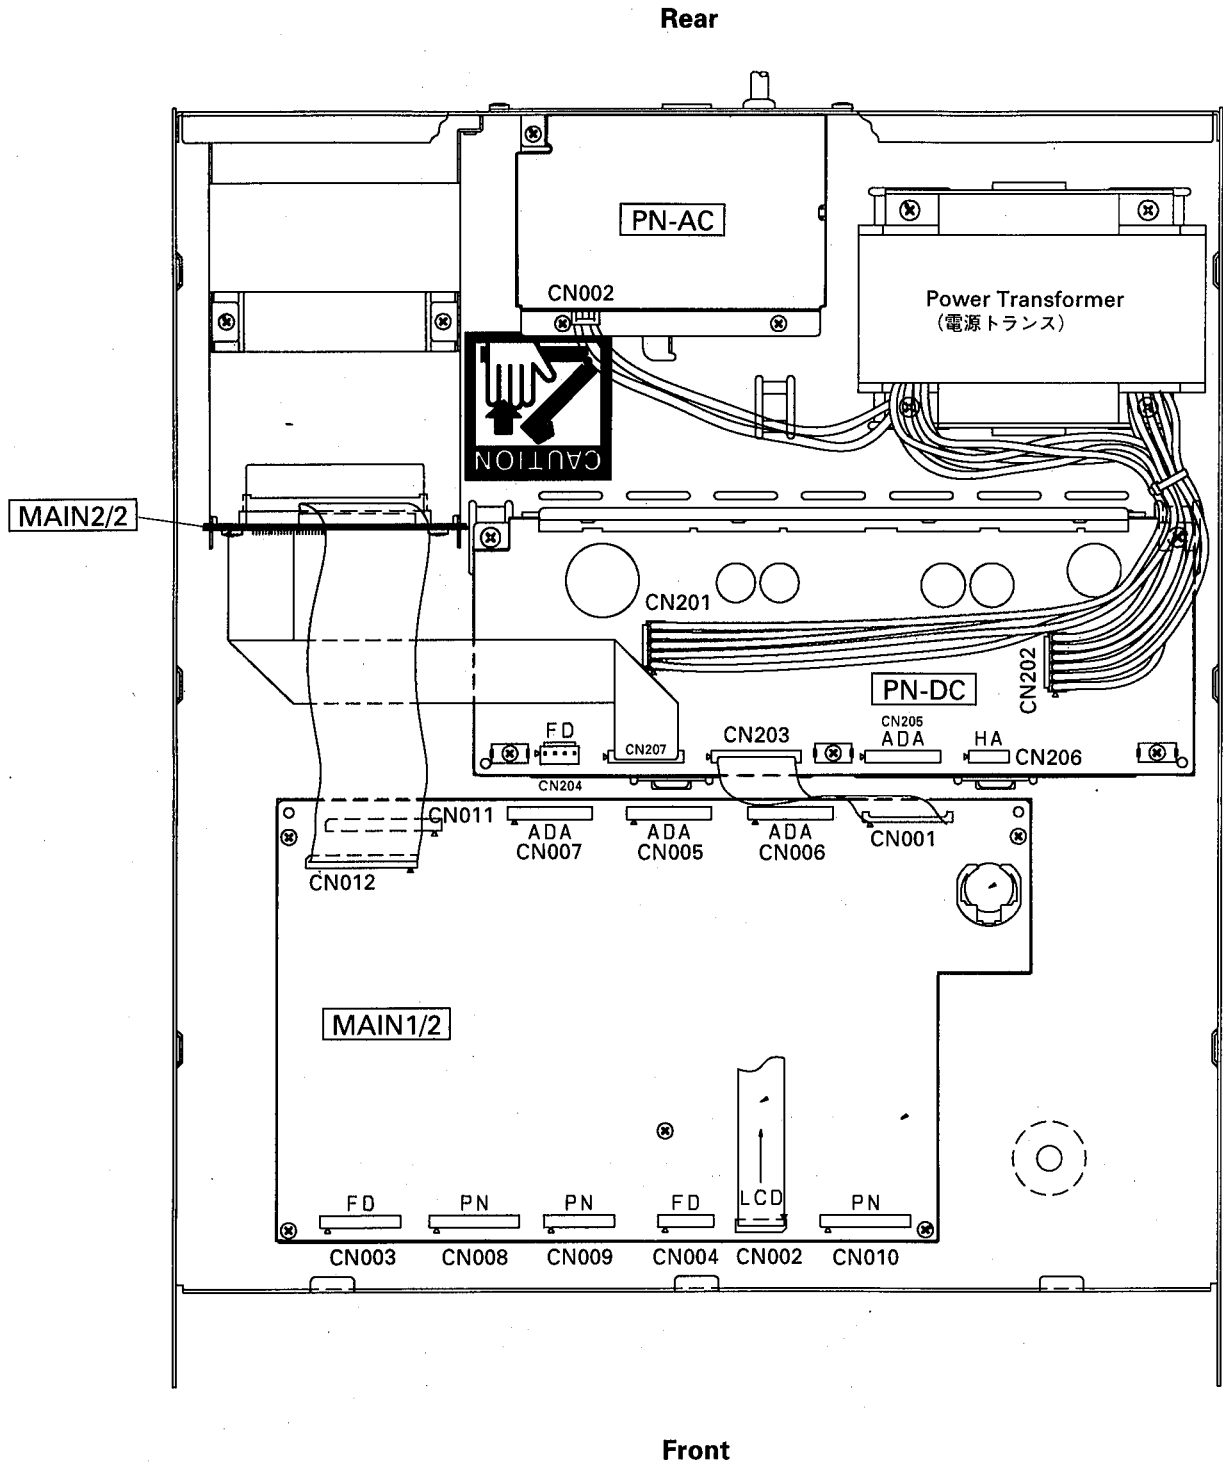 Rear
PN-AC
CN002
Power Transformer
(電源トランス)
CAUTION
MAIN2/2
CN201
CN202
PN-DC
FD
CN204
CN207
CN203
CN205
ADA
HA
CN206
CN011
ADA
CN007
ADA
CN005
ADA
CN006
CN001
CN012
MAIN1/2
LCD
FD
PN
PN
FD
PN
CN003
CN008
CN009
CN004
CN002
CN010
Front